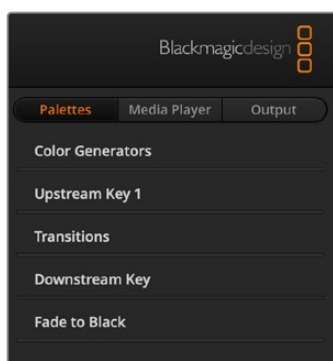 Blackmagicdesign
Palettes Media Player Output
Color Generators
Upstream Key 1
Transitions
Downstream Key
Fade to Black